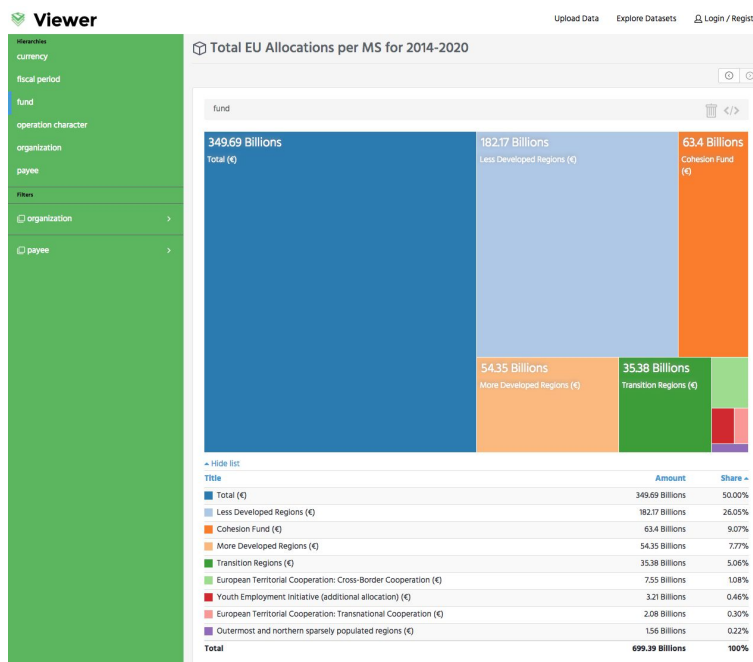 Viewer
Upload Data Explore Datasets Login / Regist
Hierarchies
currency
fiscal period
fund
operation character
organization
payee
Filters
organization
payee
Total EU Allocations per MS for 2014-2020
fund </>
349.69 Billions
Total (€)
182.17 Billions
Less Developed Regions (€)
63.4 Billions
Cohesion Fund
(€)
54.35 Billions
More Developed Regions (€)
35.38 Billions
Transition Regions (€)
Hide list
Title Amount Share
Total (€) 349.69 Billions 50.00%
Less Developed Regions (€) 182.17 Billions 26.05%
Cohesion Fund (€) 63.4 Billions 9.07%
More Developed Regions (€) 54.35 Billions 7.77%
Transition Regions (€) 35.38 Billions 5.06%
European Territorial Cooperation: Cross-Border Cooperation (€) 7.55 Billions 1.08%
Youth Employment Initiative (additional allocation) (€) 3.21 Billions 0.46%
European Territorial Cooperation: Transnational Cooperation (€) 2.08 Billions 0.30%
Outermost and northern sparsely populated regions (€) 1.56 Billions 0.22%
Total 699.39 Billions 100%